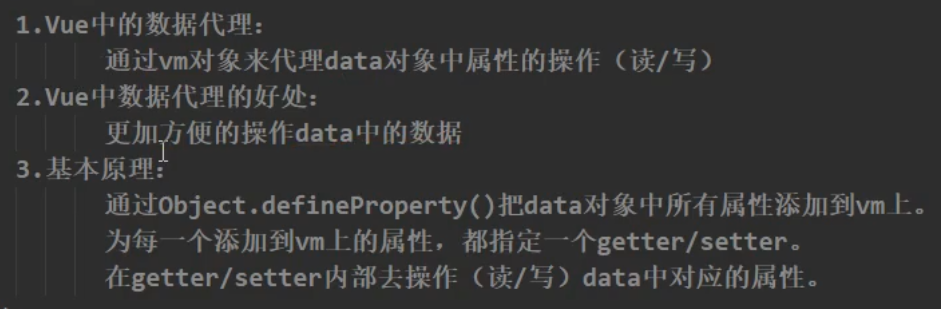 1.Vue中的数据代理：
通过vm对象来代理data对象中属性的操作（读/写）
2.Vue中数据代理的好处：
更加方便的操作data中的数据
3.基本原理：
通过Object.defineProperty()把data对象中所有属性添加到vm上。
为每一个添加到vm上的属性，都指定一个getter/setter。
在getter/setter内部去操作（读/写）data中对应的属性。